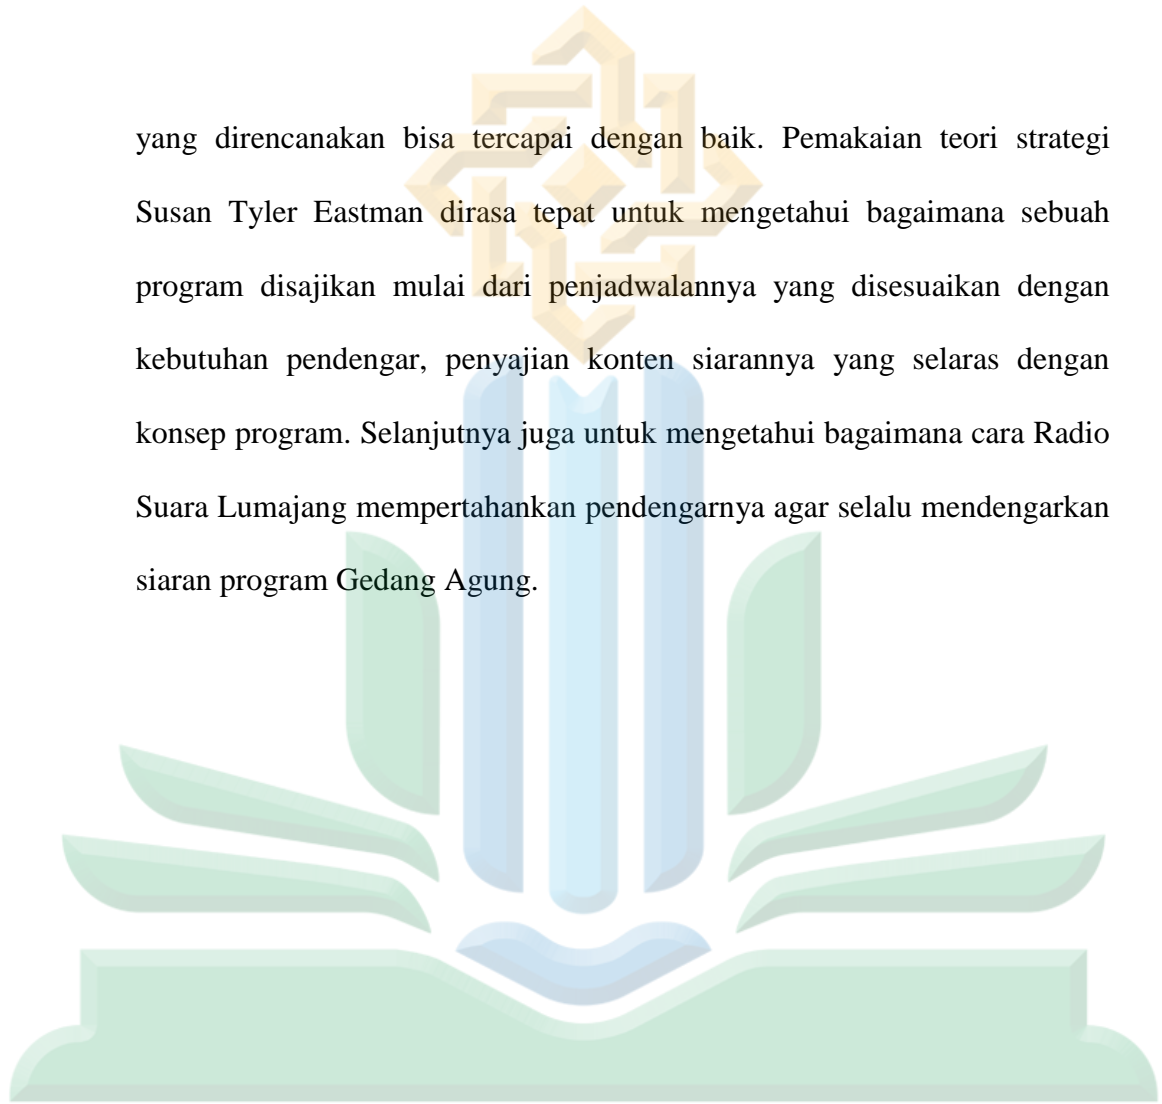 yang direncanakan bisa tercapai dengan baik. Pemakaian teori strategi
Susan Tyler Eastman dirasa tepat untuk mengetahui bagaimana sebuah
program disajikan mulai dari penjadwalannya yang disesuaikan dengan
kebutuhan pendengar, penyajian konten siarannya yang selaras dengan
konsep program. Selanjutnya juga untuk mengetahui bagaimana cara Radio
Suara Lumajang mempertahankan pendengarnya agar selalu mendengarkan
siaran program Gedang Agung.